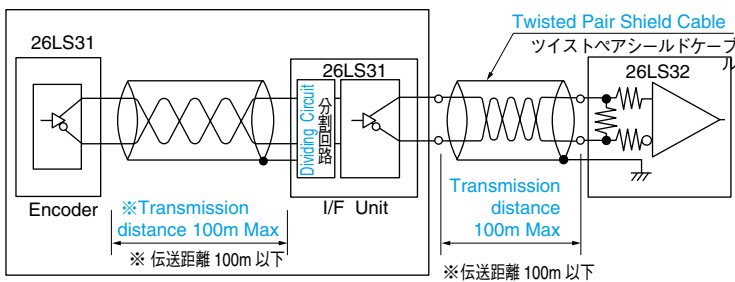 Twisted Pair Shield Cable
ツイストペアシールドケーブ
ル
26LS31
26LS31
26LS32
Dividing Circuit
分割回路
Encoder
I/F Unit
※Transmission
distance 100m Max
※ 伝送距離 100m 以下
Transmission
distance
100m Max
※伝送距離 100m 以下